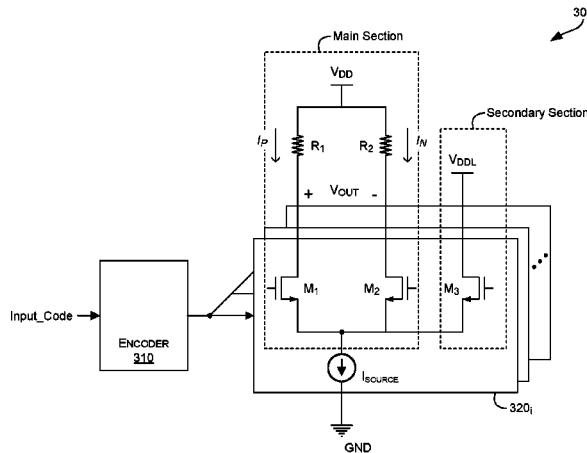 30
Main Section
Secondary Section
VDD
VDDL
IP
R1
R2
IN
+ VOUT -
M1
M2
M3
Input_Code
ENCODER
310
ISOURCE
320i
GND